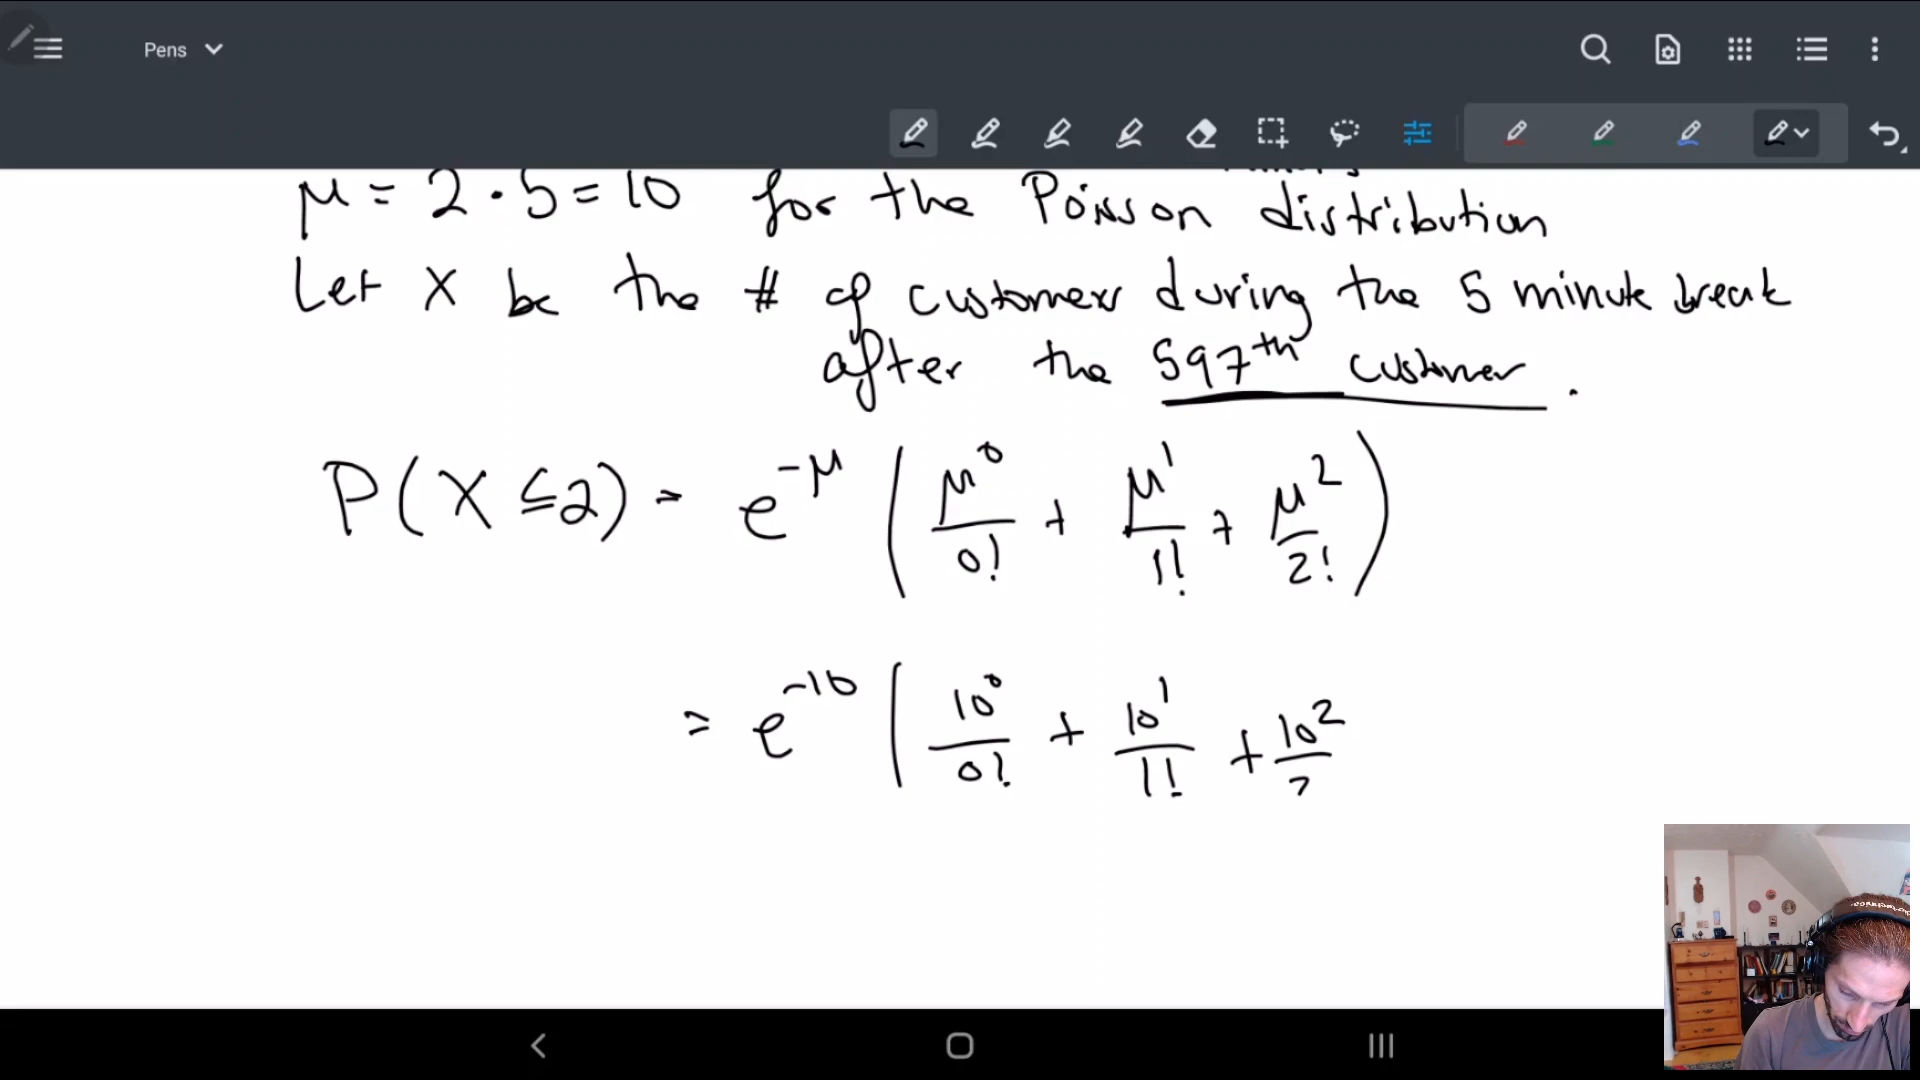 Pens
μ = 2 · 5 = 10 for the Poisson distribution
Let X be the # of customers during the 5 minute break
after the 597th customer.
P(X ≤ 2) = e^-μ ( μ^0/0! + μ^1/1! + μ^2/2! )
= e^-10 ( 10^0/0! + 10^1/1! + 10^2/2